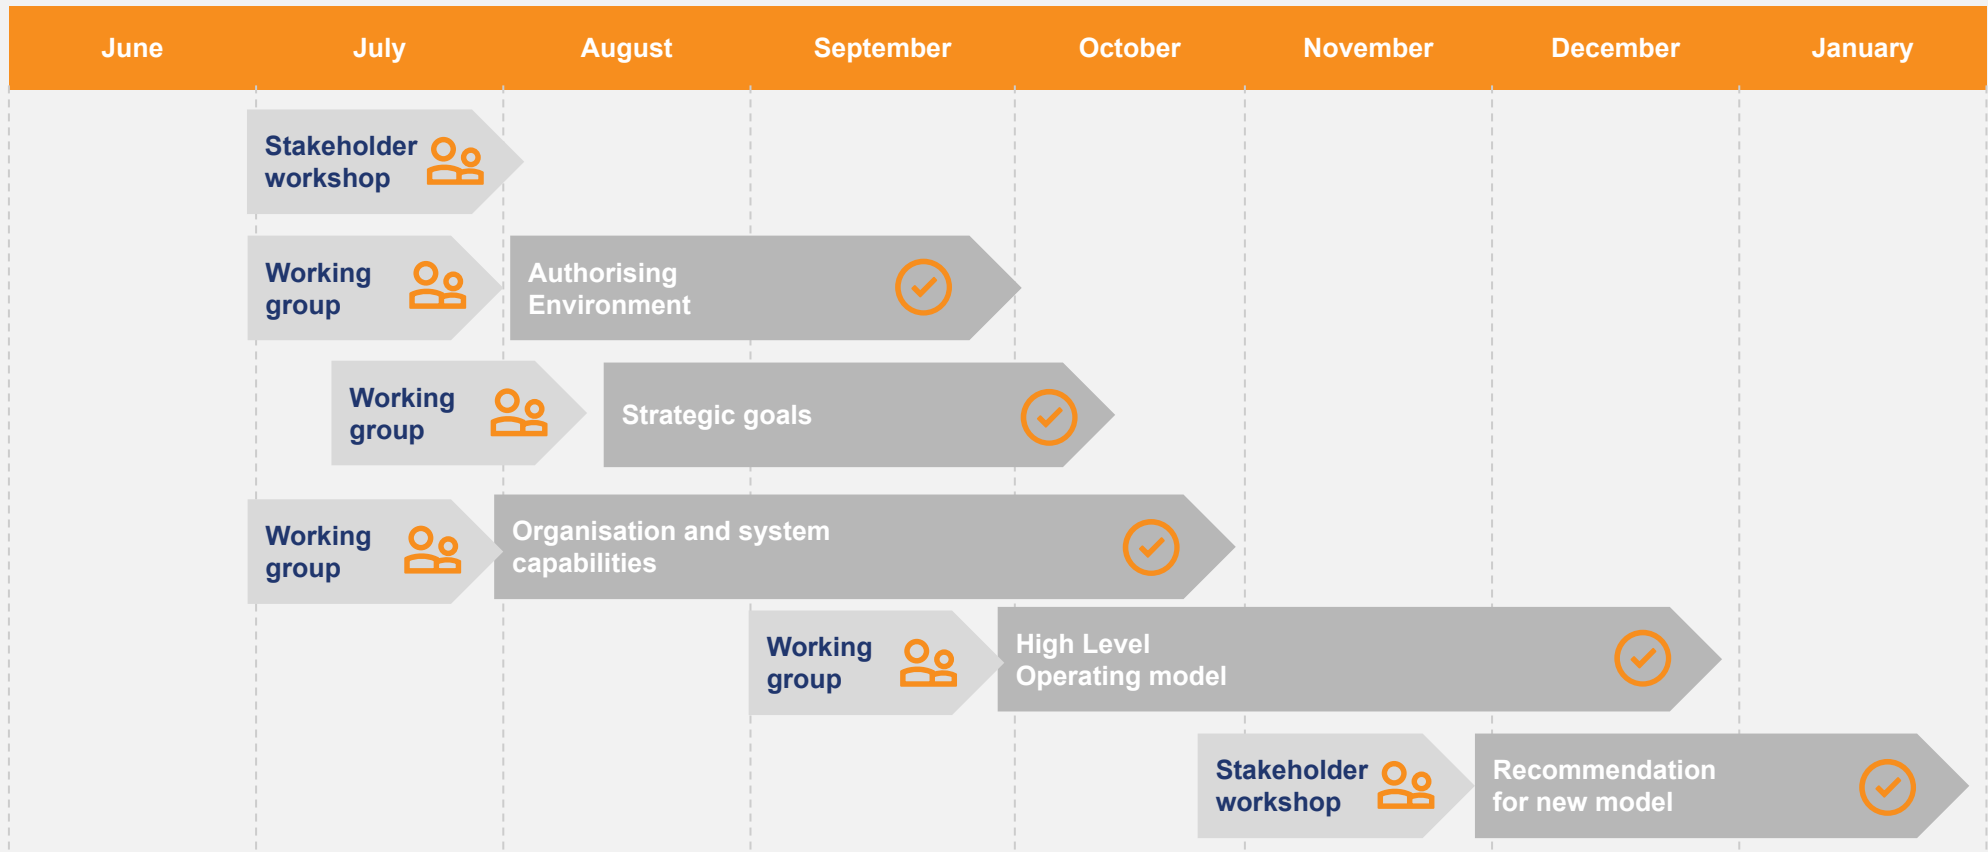 June
July
August
September
October
November
December
January
Stakeholder
workshop
Working
group
Authorising
Environment
Working
group
Strategic goals
Working
group
Organisation and system
capabilities
Working
group
High Level
Operating model
Stakeholder
workshop
Recommendation
for new model